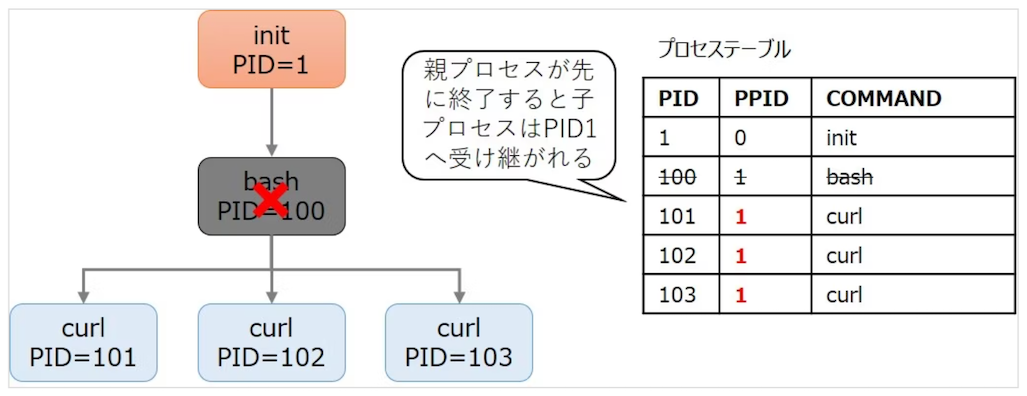 init
PID=1
bash
PID=100
curl
PID=101
curl
PID=102
curl
PID=103
親プロセスが先
に終了すると子
プロセスはPID1
へ受け継がれる
プロセステーブル
PID PPID COMMAND
1 0 init
100 1 bash
101 1 curl
102 1 curl
103 1 curl